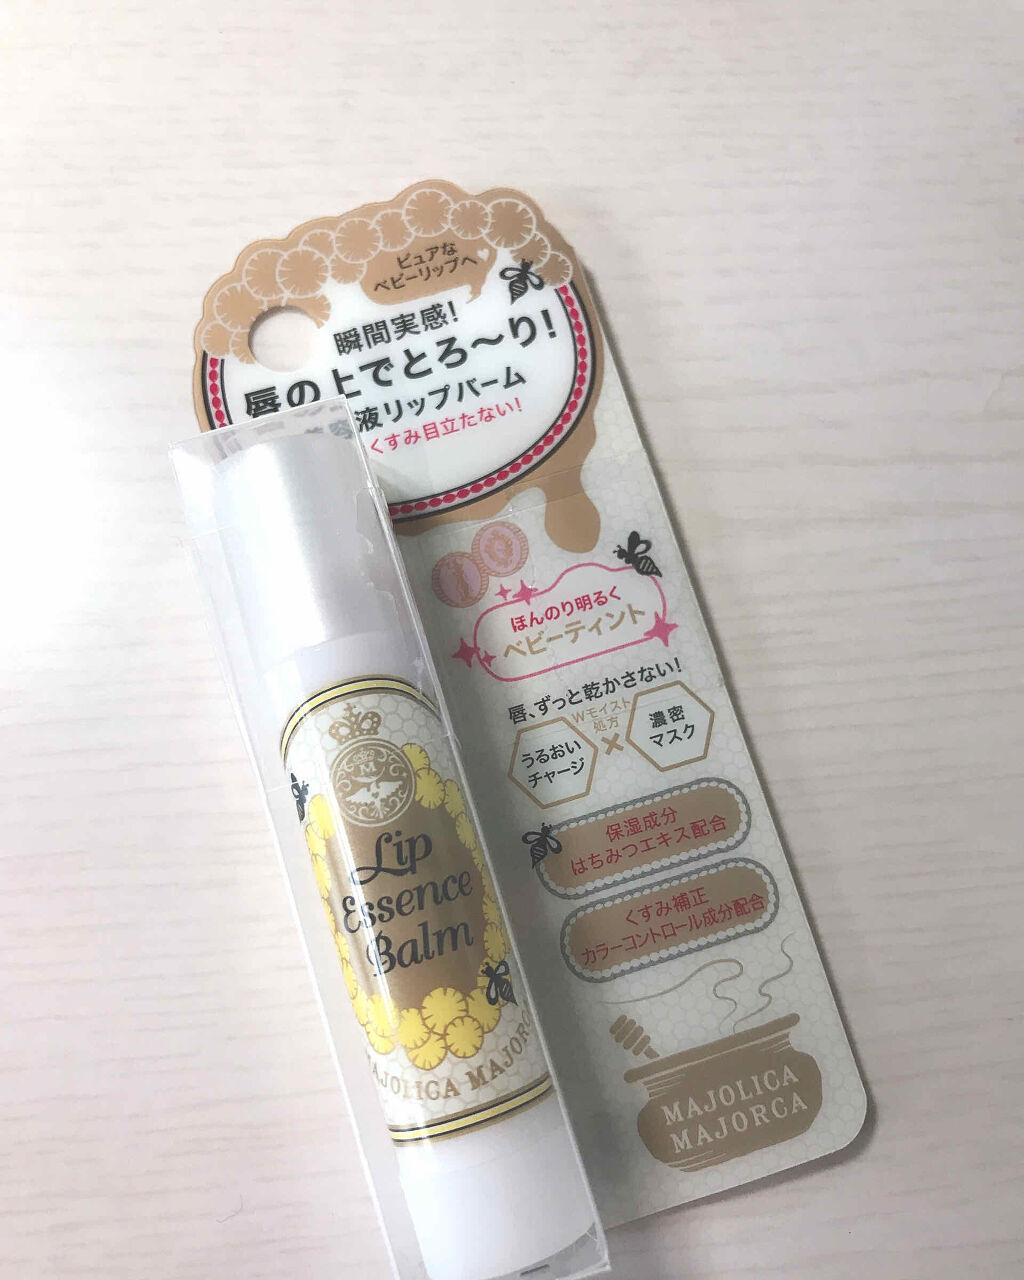 ピュアな
ベビーリップへ
瞬間実感!
唇の上でとろ〜り!
美容液リップバーム
くすみ目立たない!
ほんのり明るく
ベビーティント
唇、ずっと乾かさない!
Wモイスト
処方
うるおい
チャージ
×
濃密
マスク
保湿成分
はちみつエキス配合
くすみ補正
カラーコントロール成分配合
MAJOLICA
MAJORCA
M
Lip
Essence
Balm
MAJOLICA MAJORC